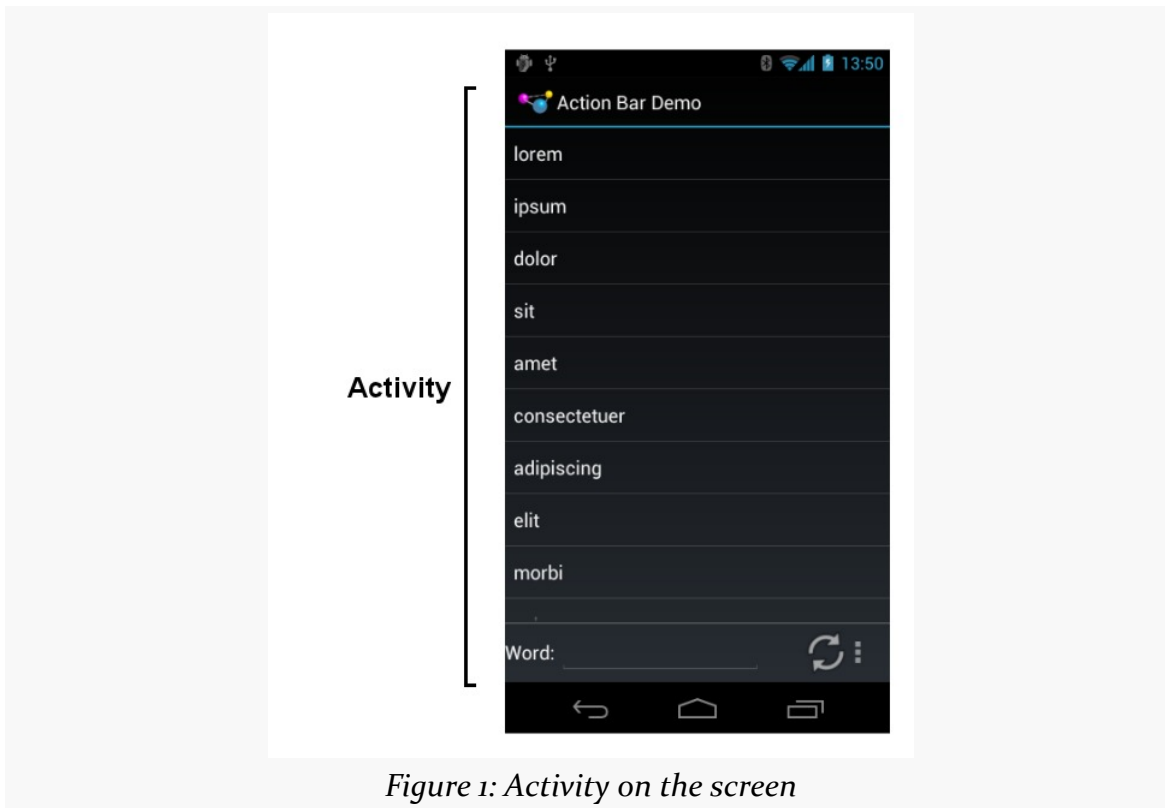 13:50
Action Bar Demo
lorem
ipsum
dolor
sit
amet
Activity
consectetuer
adipiscing
elit
morbi
Word:
Figure 1: Activity on the screen